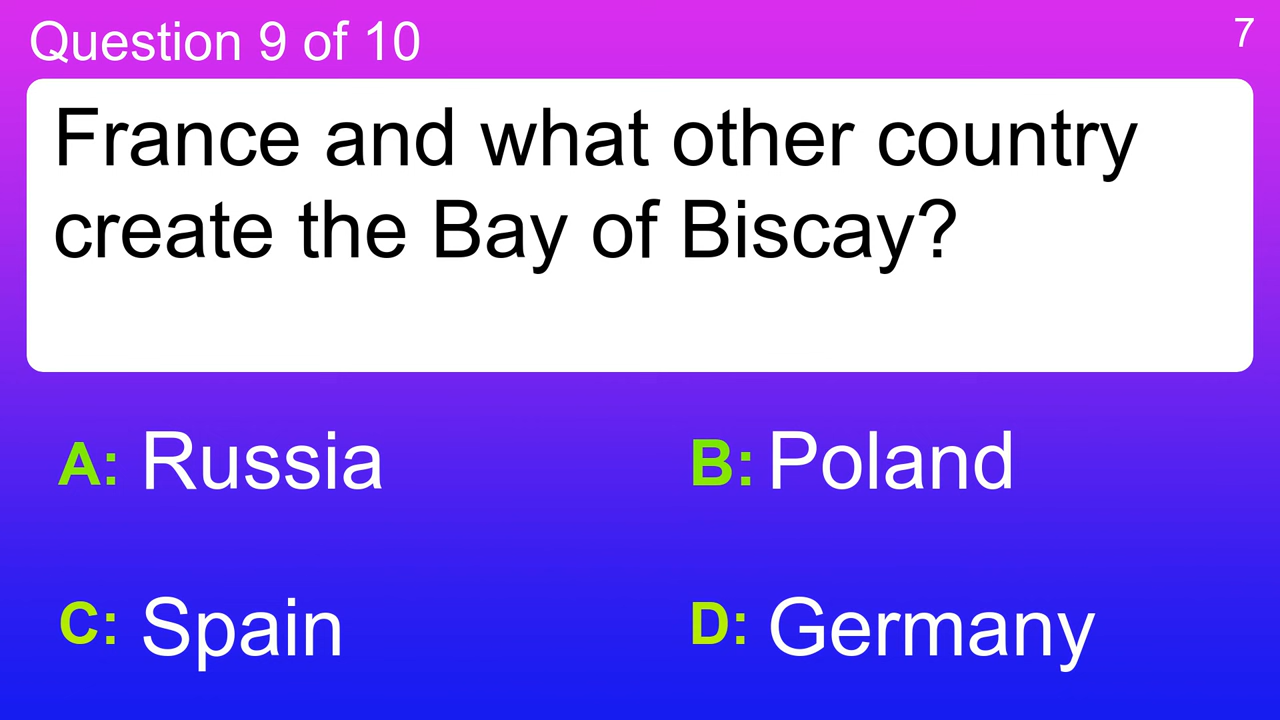 Question 9 of 10
7
France and what other country
create the Bay of Biscay?
A: Russia
B: Poland
C: Spain
D: Germany